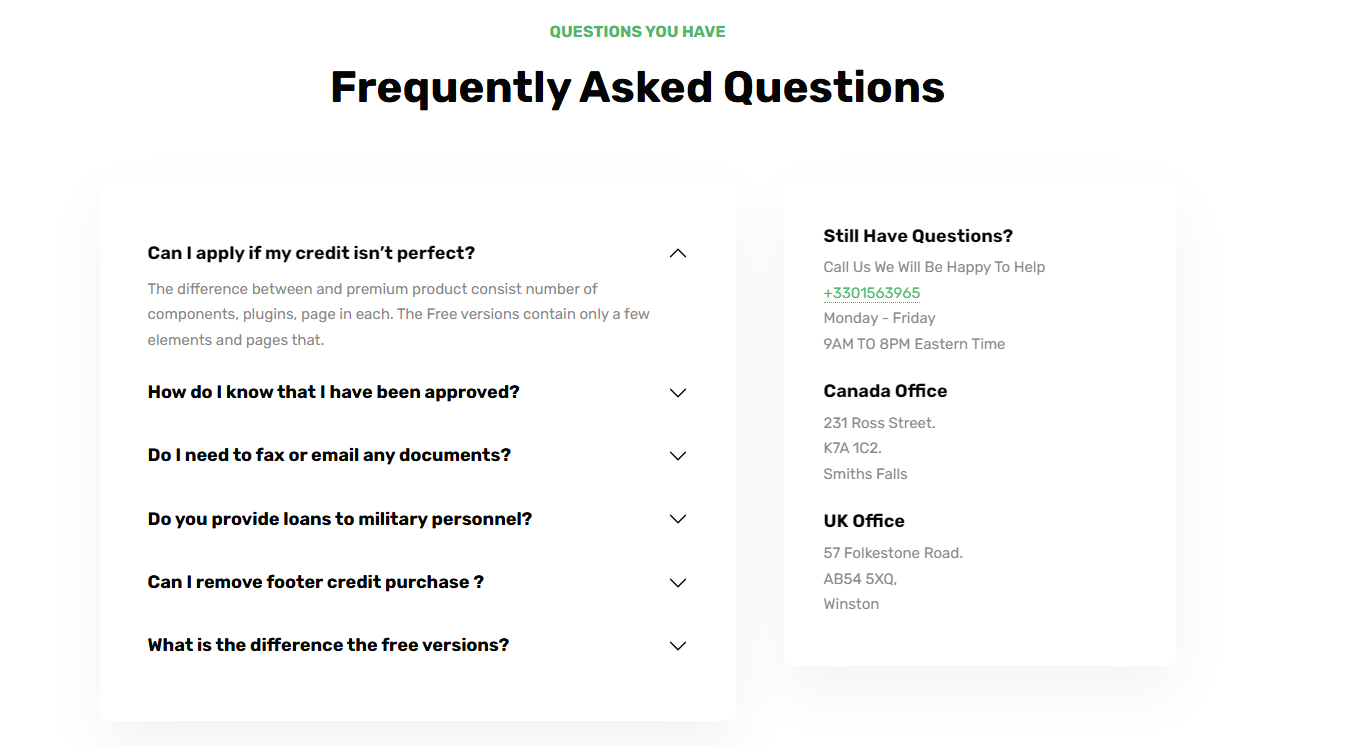 QUESTIONS YOU HAVE
Frequently Asked Questions
Can I apply if my credit isn’t perfect?
The difference between and premium product consist number of
components, plugins, page in each. The Free versions contain only a few
elements and pages that.
How do I know that I have been approved?
Do I need to fax or email any documents?
Do you provide loans to military personnel?
Can I remove footer credit purchase ?
What is the difference the free versions?
Still Have Questions?
Call Us We Will Be Happy To Help
+3301563965
Monday - Friday
9AM TO 8PM Eastern Time
Canada Office
231 Ross Street.
K7A 1C2.
Smiths Falls
UK Office
57 Folkestone Road.
AB54 5XQ,
Winston